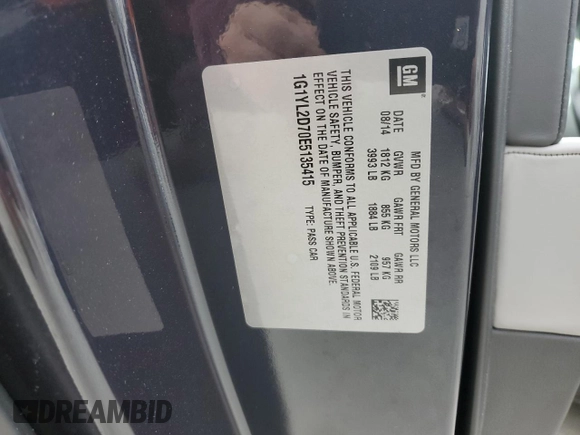 GM
®
MFD BY GENERAL MOTORS LLC
DATE GVWR GAWR FRT GAWR RR
08/14 1812 KG 855 KG 957 KG
3993 LB 1884 LB 2109 LB
THIS VEHICLE CONFORMS TO ALL APPLICABLE U.S. FEDERAL MOTOR
VEHICLE SAFETY, BUMPER, AND THEFT PREVENTION STANDARDS IN
EFFECT ON THE DATE OF MANUFACTURE SHOWN ABOVE.
1G1YL2D70E5135415 TYPE: PASS CAR
DREAMBID